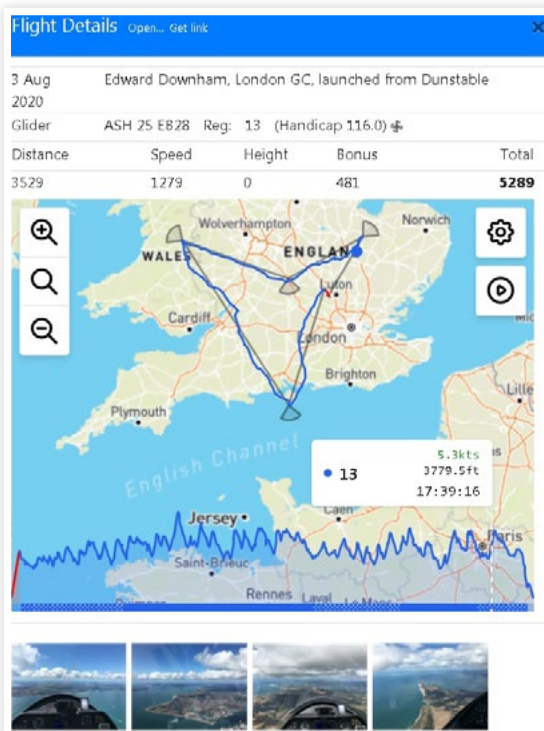 Flight Details Open... Get link
3 Aug 2020 Edward Downham, London GC, launched from Dunstable
Glider ASH 25 EB28 Reg: 13 (Handicap 116.0)
Distance Speed Height Bonus Total
3529 1279 0 481 5289
Wolverhampton
Norwich
WALES
ENGLAN
Luton
Cardiff
London
Brighton
Lille
Plymouth
English Channel
5.3kts
13 3779.5ft
17:39:16
Caen
Jersey
Paris
Saint-Brieuc
Rennes
Laval
Le Mans